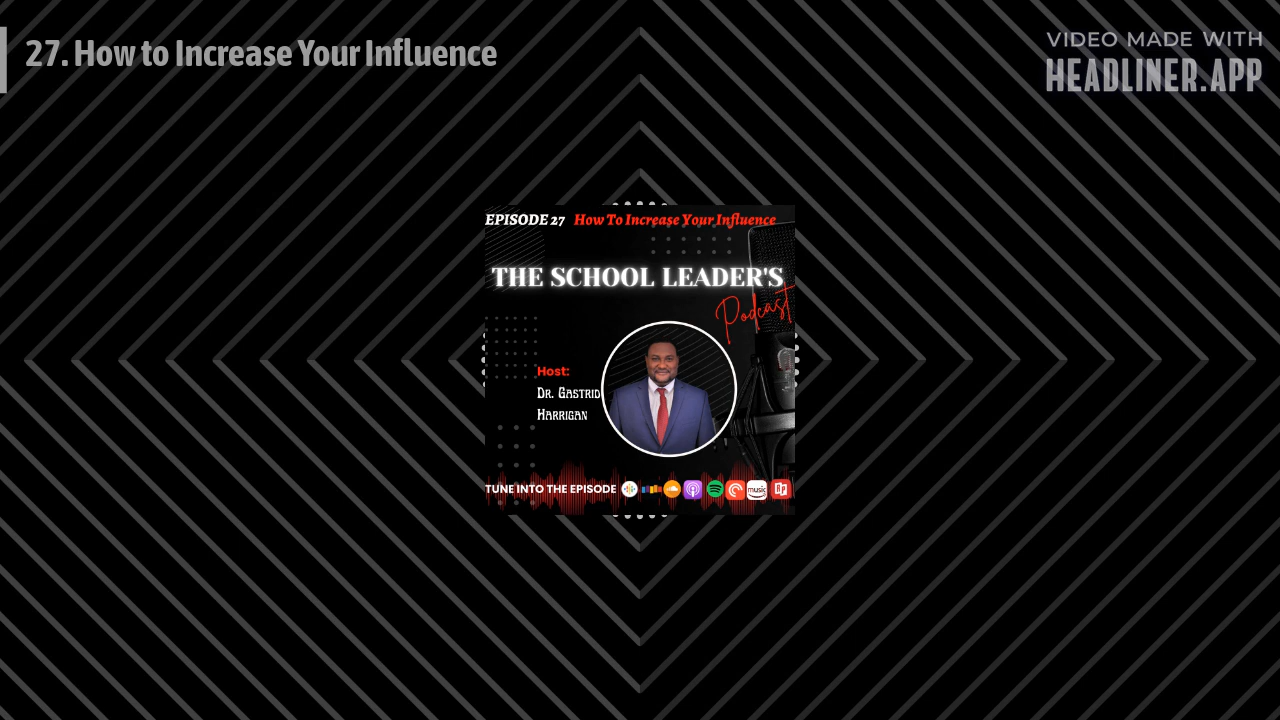 27. How to Increase Your Influence
VIDEO MADE WITH
HEADLINER.APP
EPISODE 27 How To Increase Your Influence
THE SCHOOL LEADER'S
Podcast
Host:
Dr. Gastrid
Harrigan
TUNE INTO THE EPISODE
music